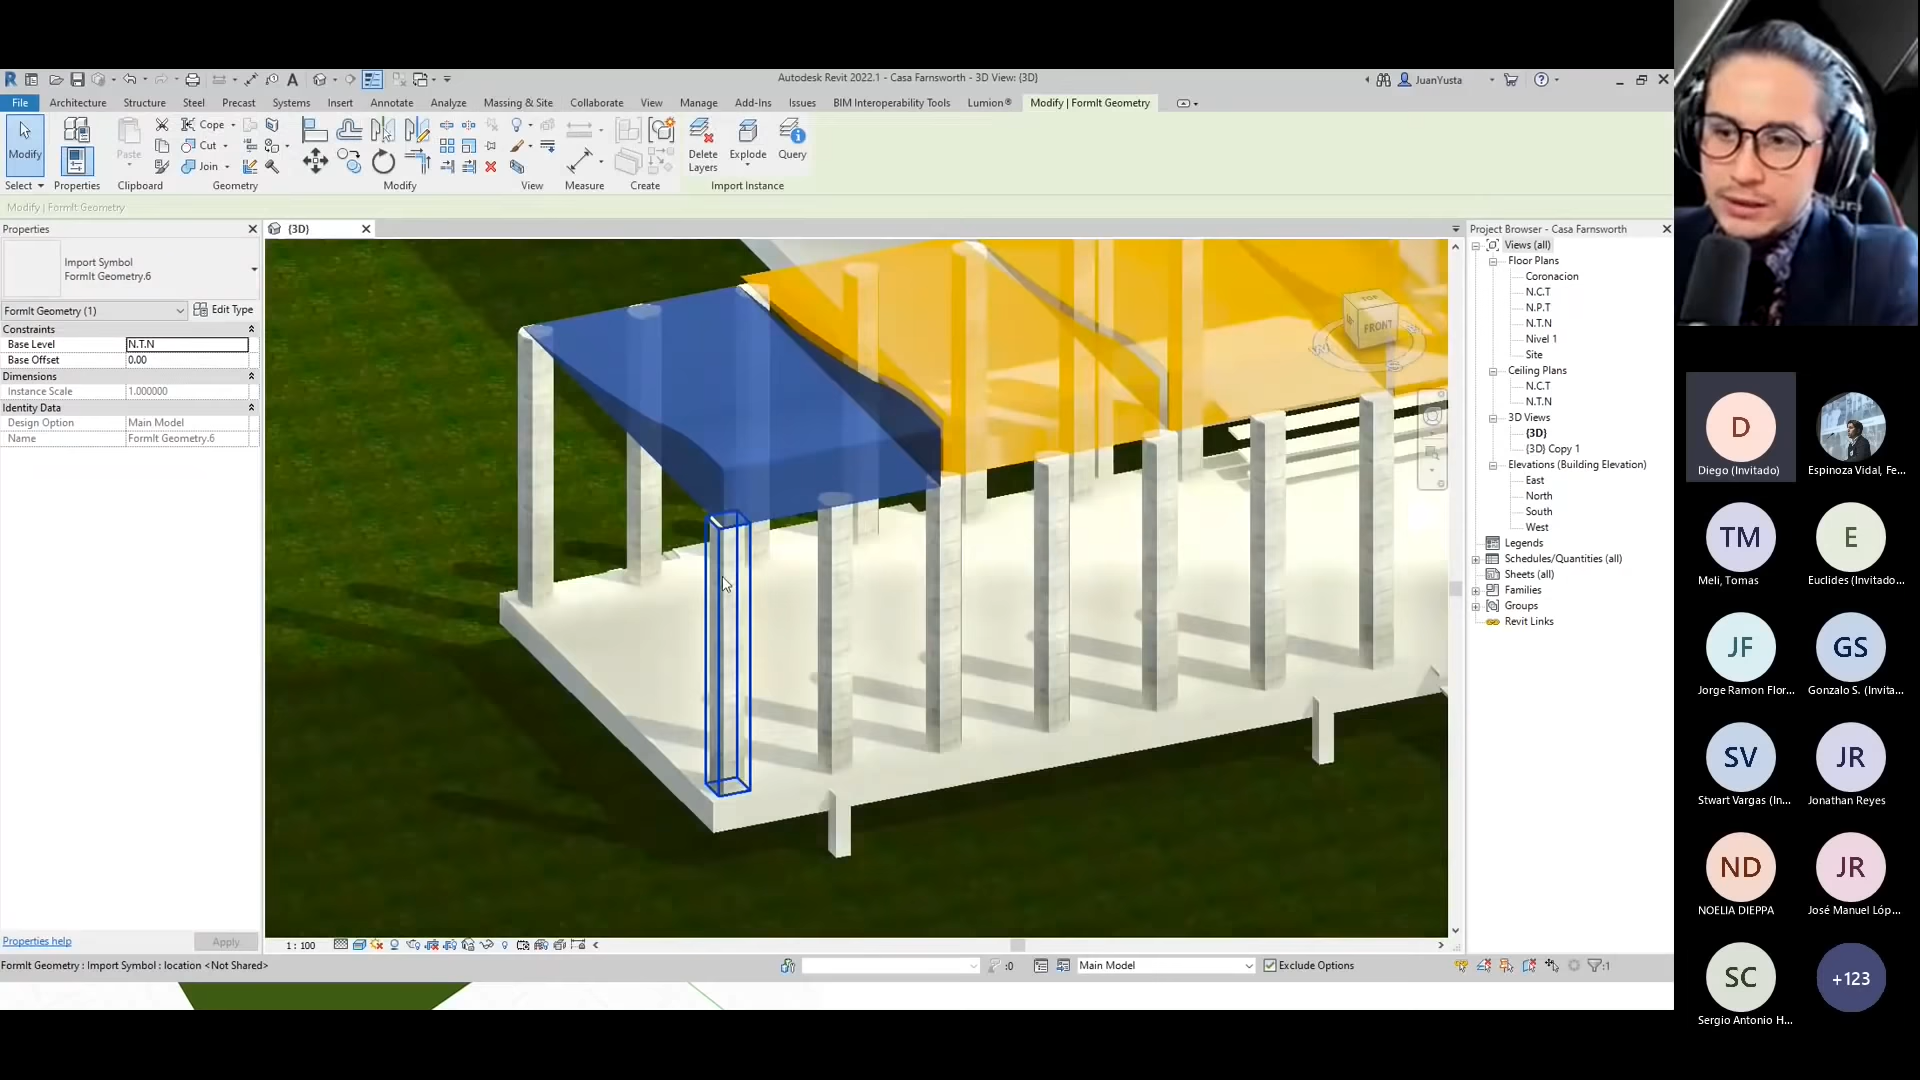 Autodesk Revit 2022.1 - Casa Farnsworth - 3D View: {3D}
JuanYusta
File Architecture Structure Steel Precast Systems Insert Annotate Analyze Massing & Site Collaborate View Manage Add-Ins Issues BIM Interoperability Tools Lumion® Modify | FormIt Geometry
Modify
Paste
Cope
Cut
Join
Delete Layers
Explode
Query
Select Properties Clipboard Geometry Modify View Measure Create Import Instance
Modify | FormIt Geometry
Properties
Import Symbol
FormIt Geometry.6
FormIt Geometry (1)
Edit Type
Constraints
Base Level N.T.N
Base Offset 0.00
Dimensions
Instance Scale 1.000000
Identity Data
Design Option Main Model
Name FormIt Geometry.6
Properties help
Apply
{3D}
TOP
FRONT
Project Browser - Casa Farnsworth
Views (all)
Floor Plans
Coronacion
N.C.T
N.P.T
N.T.N
Nivel 1
Site
Ceiling Plans
N.C.T
N.T.N
3D Views
{3D}
{3D} Copy 1
Elevations (Building Elevation)
East
North
South
West
Legends
Schedules/Quantities (all)
Sheets (all)
Families
Groups
Revit Links
1 : 100
FormIt Geometry : Import Symbol : location <Not Shared>
:0
Main Model
Exclude Options
:1
D
Diego (Invitado)
Espinoza Vidal, Fe...
TM
Meli, Tomas
E
Euclides (Invitado...
JF
Jorge Ramon Flor...
GS
Gonzalo S. (Invita...
SV
Stwart Vargas (In...
JR
Jonathan Reyes
ND
NOELIA DIEPPA
JR
José Manuel Lóp...
SC
Sergio Antonio H...
+123